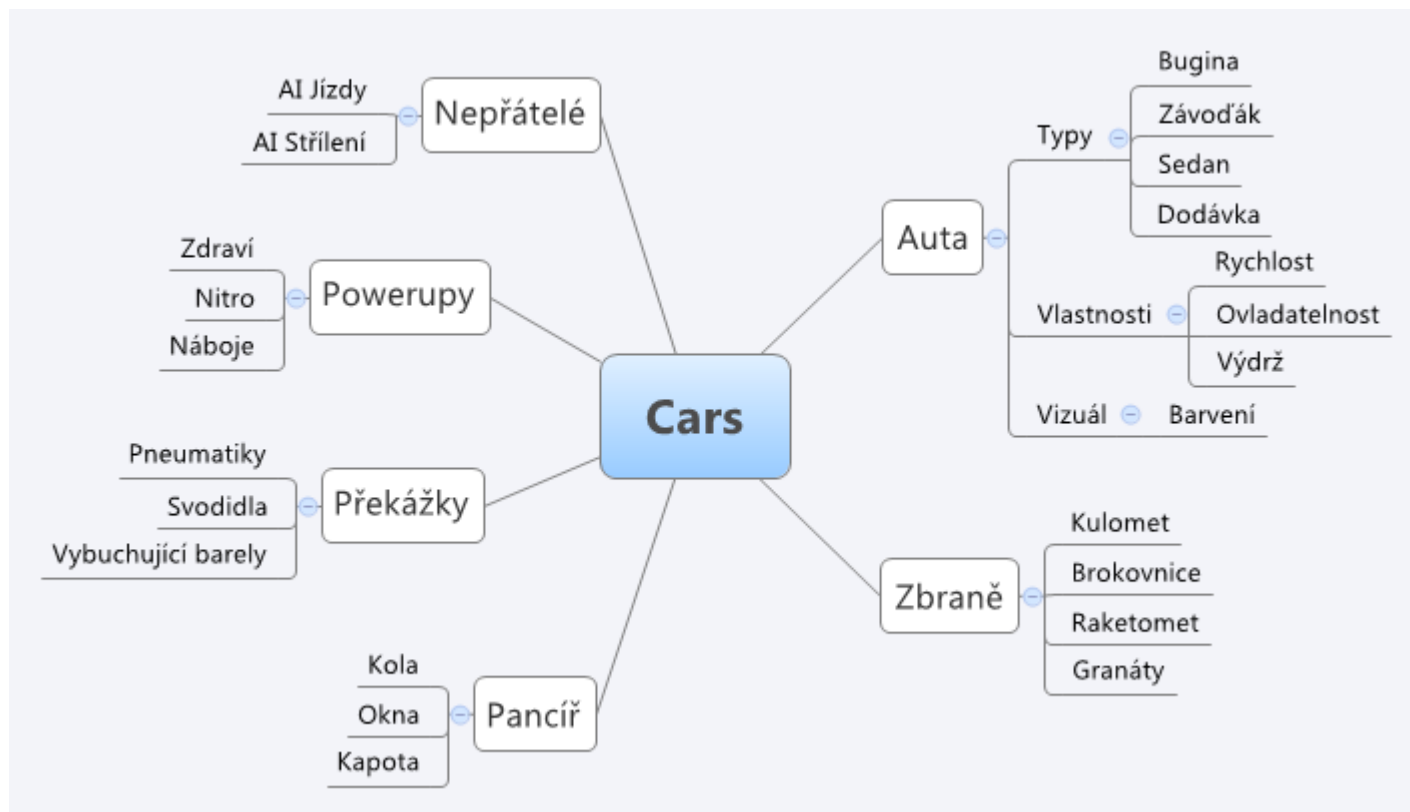 Cars
Nepřátelé
AI Jízdy
AI Střílení
Powerupy
Zdraví
Nitro
Náboje
Překážky
Pneumatiky
Svodidla
Vybuchující barely
Pancíř
Kola
Okna
Kapota
Auta
Typy
Bugina
Závoďák
Sedan
Dodávka
Vlastnosti
Rychlost
Ovladatelnost
Výdrž
Vizuál
Barvení
Zbraně
Kulomet
Brokovnice
Raketomet
Granáty